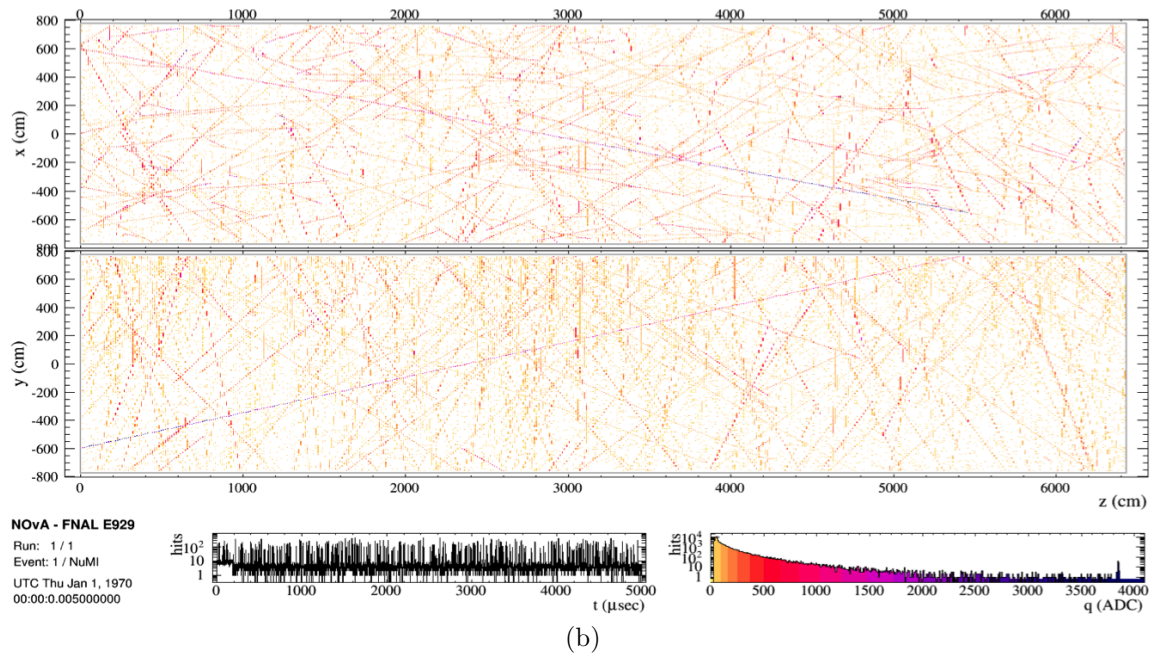 0 1000 2000 3000 4000 5000 6000
800
600
400
200
0
-200
-400
-600
x (cm)
800
800
600
400
200
0
-200
-400
-600
-800
y (cm)
0 1000 2000 3000 4000 5000 6000
z (cm)
NOvA - FNAL E929
Run: 1 / 1
Event: 1 / NuMI
UTC Thu Jan 1, 1970
00:00:0.005000000
hits
10²
10
1
0 1000 2000 3000 4000 5000
t (μsec)
hits
10⁴
10³
10²
10
1
0 500 1000 1500 2000 2500 3000 3500 4000
q (ADC)
(b)